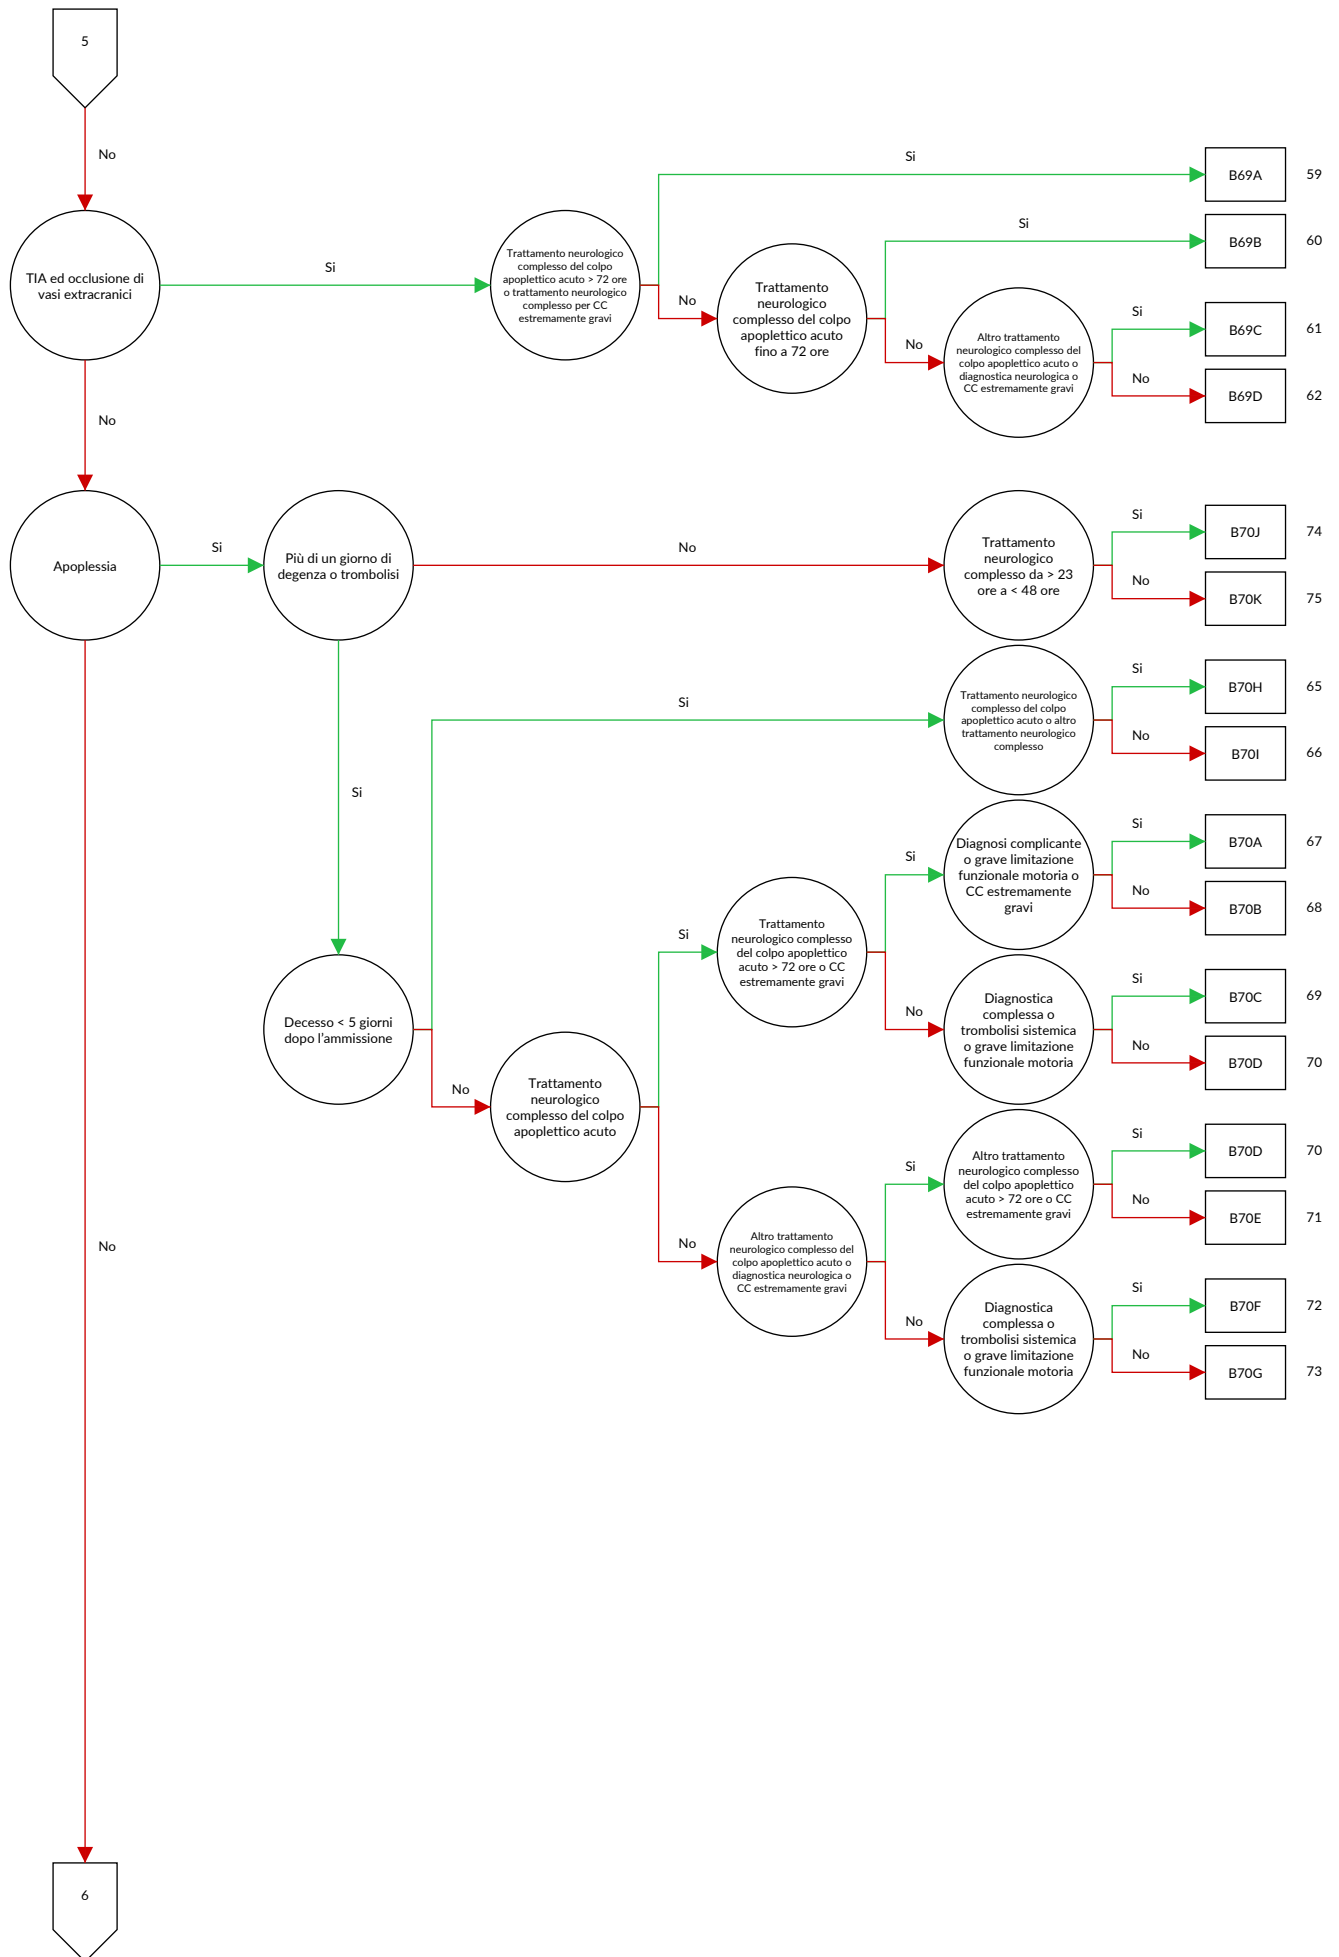 5
No
TIA ed occlusione di
vasi extracranici
Si
Trattamento neurologico
complesso del colpo
apoplettico acuto > 72 ore
o trattamento neurologico
complesso per CC
estremamente gravi
Si
B69A
59
No
Trattamento
neurologico
complesso del colpo
apoplettico acuto
fino a 72 ore
Si
B69B
60
No
Altro trattamento
neurologico complesso del
colpo apoplettico acuto o
diagnostica neurologica o
CC estremamente gravi
Si
B69C
61
No
B69D
62
No
Apoplessia
Si
Più di un giorno di
degenza o trombolisi
No
Trattamento
neurologico
complesso da > 23
ore a < 48 ore
Si
B70J
74
No
B70K
75
Si
Decesso < 5 giorni
dopo l'ammissione
Si
Trattamento neurologico
complesso del colpo
apoplettico acuto o altro
trattamento neurologico
complesso
Si
B70H
65
No
B70I
66
No
Trattamento
neurologico
complesso del colpo
apoplettico acuto
Si
Trattamento
neurologico complesso
del colpo apoplettico
acuto > 72 ore o CC
estremamente gravi
Si
Diagnosi complicante
o grave limitazione
funzionale motoria o
CC estremamente
gravi
Si
B70A
67
No
B70B
68
No
Diagnostica
complessa o
trombolisi sistemica
o grave limitazione
funzionale motoria
Si
B70C
69
No
B70D
70
No
Altro trattamento
neurologico complesso del
colpo apoplettico acuto o
diagnostica neurologica o
CC estremamente gravi
Si
Altro trattamento
neurologico complesso
del colpo apoplettico
acuto > 72 ore o CC
estremamente gravi
Si
B70D
70
No
B70E
71
No
Diagnostica
complessa o
trombolisi sistemica
o grave limitazione
funzionale motoria
Si
B70F
72
No
B70G
73
No
6